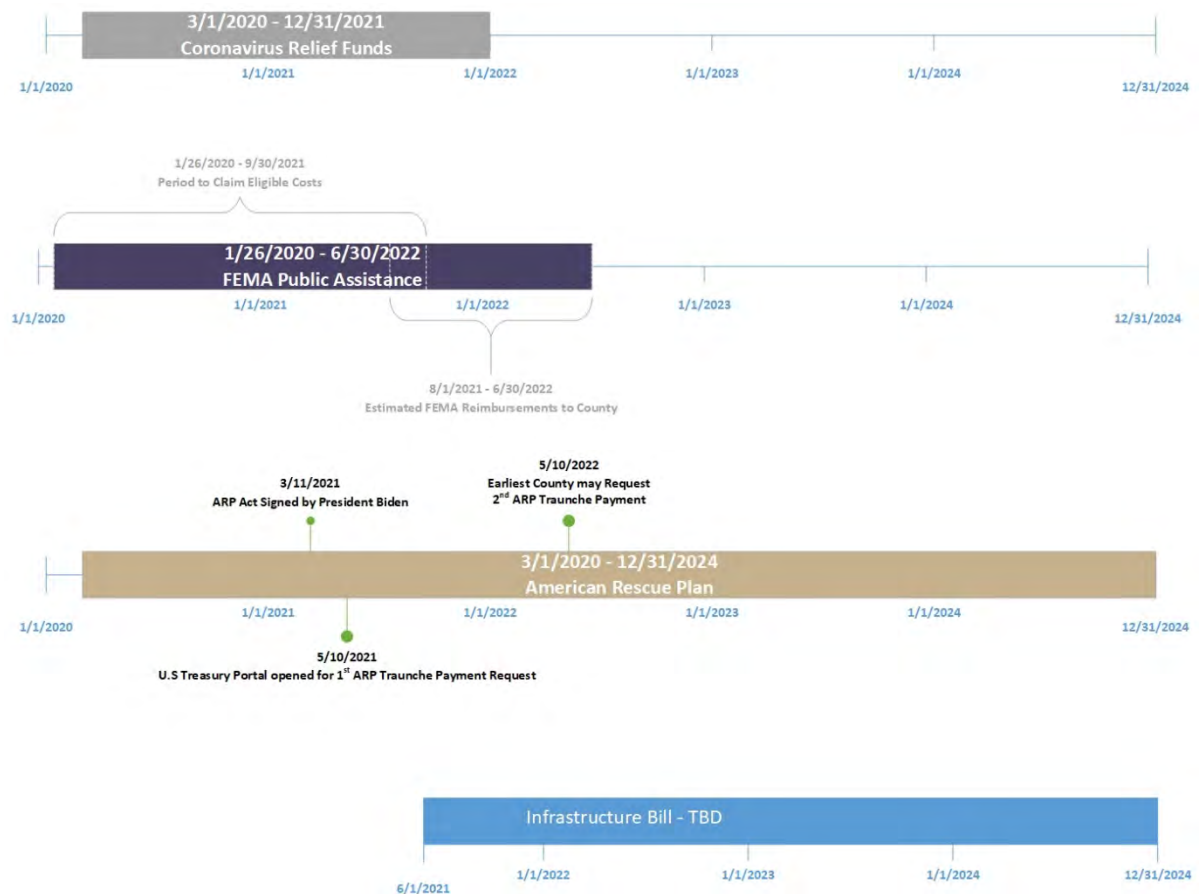 3/1/2020 - 12/31/2021
Coronavirus Relief Funds
1/1/2020
1/1/2021
1/1/2022
1/1/2023
1/1/2024
12/31/2024
1/26/2020 - 9/30/2021
Period to Claim Eligible Costs
1/26/2020 - 6/30/2022
FEMA Public Assistance
1/1/2020
1/1/2021
1/1/2022
1/1/2023
1/1/2024
12/31/2024
8/1/2021 - 6/30/2022
Estimated FEMA Reimbursements to County
3/11/2021
ARP Act Signed by President Biden
5/10/2022
Earliest County may Request
2nd ARP Traunche Payment
3/1/2020 - 12/31/2024
American Rescue Plan
1/1/2020
1/1/2021
1/1/2022
1/1/2023
1/1/2024
12/31/2024
5/10/2021
U.S Treasury Portal opened for 1st ARP Traunche Payment Request
Infrastructure Bill - TBD
6/1/2021
1/1/2022
1/1/2023
1/1/2024
12/31/2024